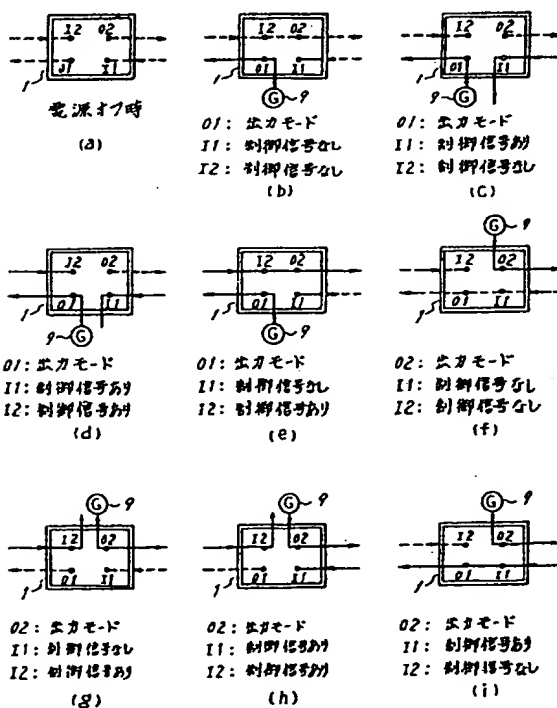 I2 O2
O1 I1
1
電源オフ時
(a)
I2 O2
O1 I1
1
G 9
O1: 出力モード
I1: 制御信号なし
I2: 制御信号なし
(b)
I2 O2
O1 I1
1
9 G
O1: 出力モード
I1: 制御信号あり
I2: 制御信号なし
(c)
I2 O2
O1 I1
1
9 G
O1: 出力モード
I1: 制御信号あり
I2: 制御信号あり
(d)
I2 O2
O1 I1
1
G 9
O1: 出力モード
I1: 制御信号なし
I2: 制御信号あり
(e)
G 9
I2 O2
O1 I1
1
O2: 出力モード
I1: 制御信号なし
I2: 制御信号なし
(f)
G 9
I2 O2
O1 I1
1
O2: 出力モード
I1: 制御信号なし
I2: 制御信号あり
(g)
G 9
I2 O2
O1 I1
1
O2: 出力モード
I1: 制御信号あり
I2: 制御信号あり
(h)
G 9
I2 O2
O1 I1
1
O2: 出力モード
I1: 制御信号あり
I2: 制御信号なし
(i)